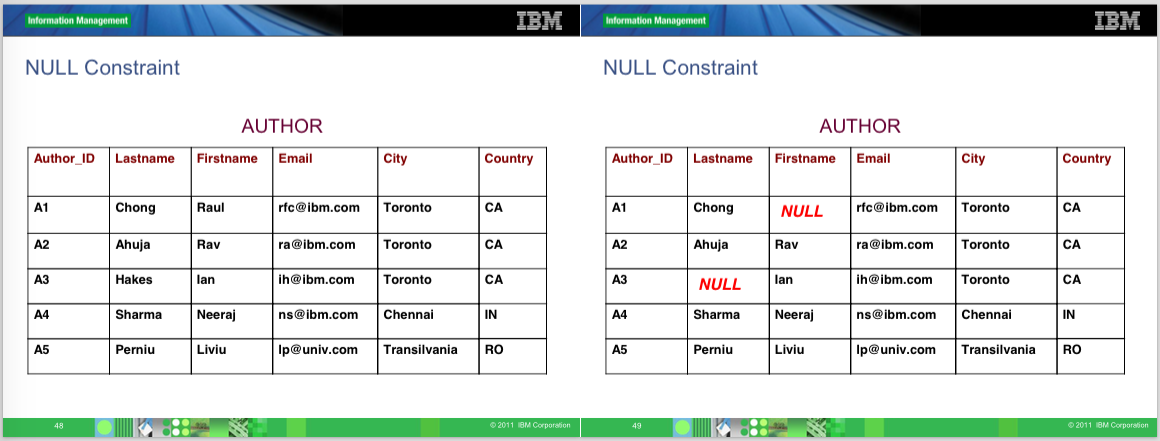 Information Management
IBM
NULL Constraint
AUTHOR
Author_ID Lastname Firstname Email City Country
A1 Chong Raul rfc@ibm.com Toronto CA
A2 Ahuja Rav ra@ibm.com Toronto CA
A3 Hakes Ian ih@ibm.com Toronto CA
A4 Sharma Neeraj ns@ibm.com Chennai IN
A5 Perniu Liviu lp@univ.com Transilvania RO
48
© 2011 IBM Corporation
Information Management
IBM
NULL Constraint
AUTHOR
Author_ID Lastname Firstname Email City Country
A1 Chong NULL rfc@ibm.com Toronto CA
A2 Ahuja Rav ra@ibm.com Toronto CA
A3 NULL Ian ih@ibm.com Toronto CA
A4 Sharma Neeraj ns@ibm.com Chennai IN
A5 Perniu Liviu lp@univ.com Transilvania RO
49
© 2011 IBM Corporation